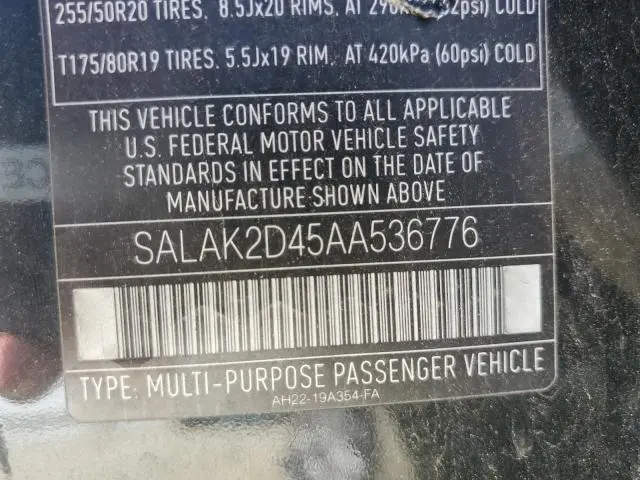 255/50R20 TIRES, 8.5Jx20 RIMS, AT COLD
T175/80R19 TIRES, 5.5Jx19 RIM, AT 420kPa (60psi) COLD
THIS VEHICLE CONFORMS TO ALL APPLICABLE
U.S. FEDERAL MOTOR VEHICLE SAFETY
STANDARDS IN EFFECT ON THE DATE OF
MANUFACTURE SHOWN ABOVE
SALAK2D45AA536776
TYPE: MULTI-PURPOSE PASSENGER VEHICLE
AH22-19A354-FA